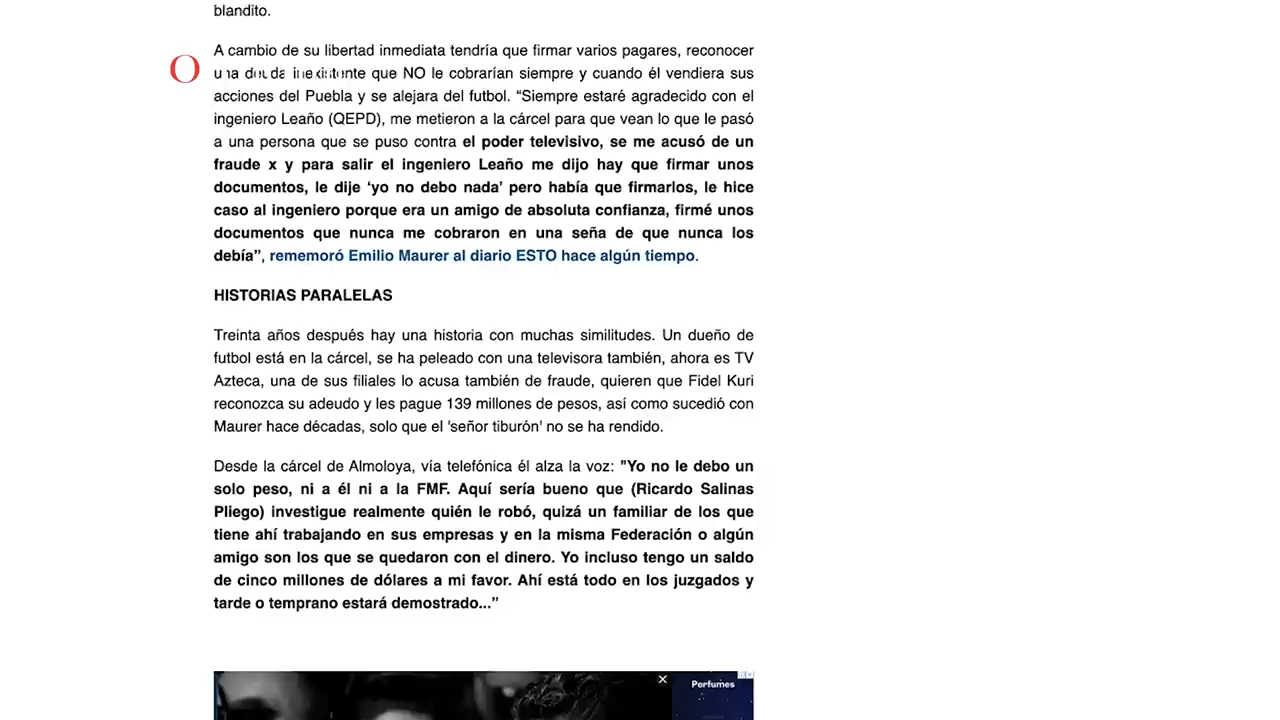 blandito.
A cambio de su libertad inmediata tendría que firmar varios pagares, reconocer
una deuda inexistente que NO le cobrarían siempre y cuando él vendiera sus
acciones del Puebla y se alejara del futbol. “Siempre estaré agradecido con el
ingeniero Leaño (QEPD), me metieron a la cárcel para que vean lo que le pasó
a una persona que se puso contra el poder televisivo, se me acusó de un
fraude x y para salir el ingeniero Leaño me dijo hay que firmar unos
documentos, le dije ‘yo no debo nada’ pero había que firmarlos, le hice
caso al ingeniero porque era un amigo de absoluta confianza, firmé unos
documentos que nunca me cobraron en una seña de que nunca los
debía”, rememoró Emilio Maurer al diario ESTO hace algún tiempo.
HISTORIAS PARALELAS
Treinta años después hay una historia con muchas similitudes. Un dueño de
futbol está en la cárcel, se ha peleado con una televisora también, ahora es TV
Azteca, una de sus filiales lo acusa también de fraude, quieren que Fidel Kuri
reconozca su adeudo y les pague 139 millones de pesos, así como sucedió con
Maurer hace décadas, solo que el 'señor tiburón' no se ha rendido.
Desde la cárcel de Almoloya, vía telefónica él alza la voz: "Yo no le debo un
solo peso, ni a él ni a la FMF. Aquí sería bueno que (Ricardo Salinas
Pliego) investigue realmente quién le robó, quizá un familiar de los que
tiene ahí trabajando en sus empresas y en la misma Federación o algún
amigo son los que se quedaron con el dinero. Yo incluso tengo un saldo
de cinco millones de dólares a mi favor. Ahí está todo en los juzgados y
tarde o temprano estará demostrado...”
Perfumes